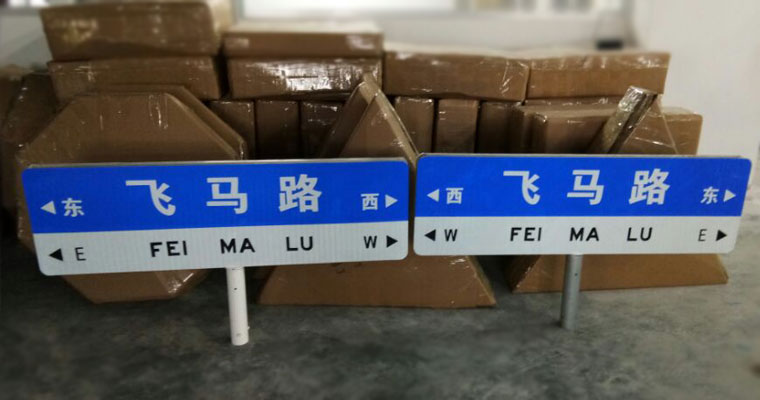 ◄东 飞马路 西►
◄E FEI MA LU W►
◄西 飞马路 东►
◄W FEI MA LU E►